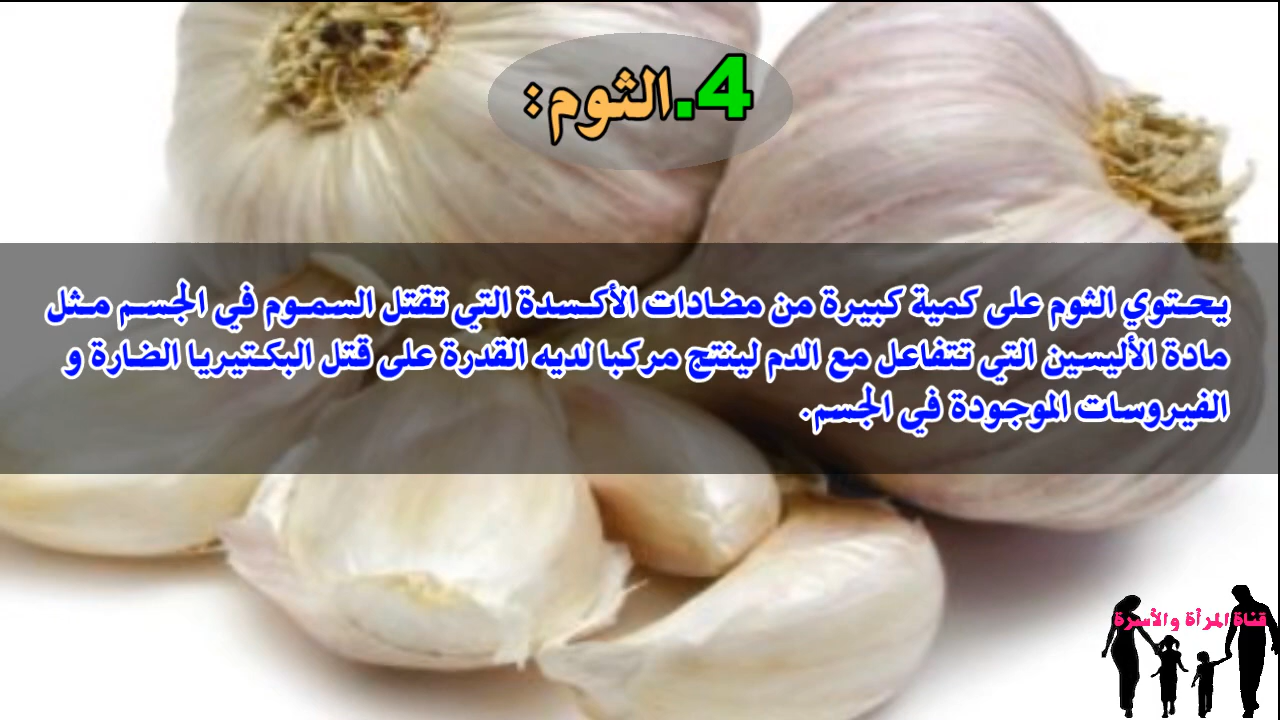 4.الثوم:
يحتوي الثوم على كمية كبيرة من مضادات الأكسدة التي تقتل السموم في الجسم مثل
مادة الأليسين التي تتفاعل مع الدم لينتج مركبا لديه القدرة على قتل البكتيريا الضارة و
الفيروسات الموجودة في الجسم.
قناة المرأة والأسرة